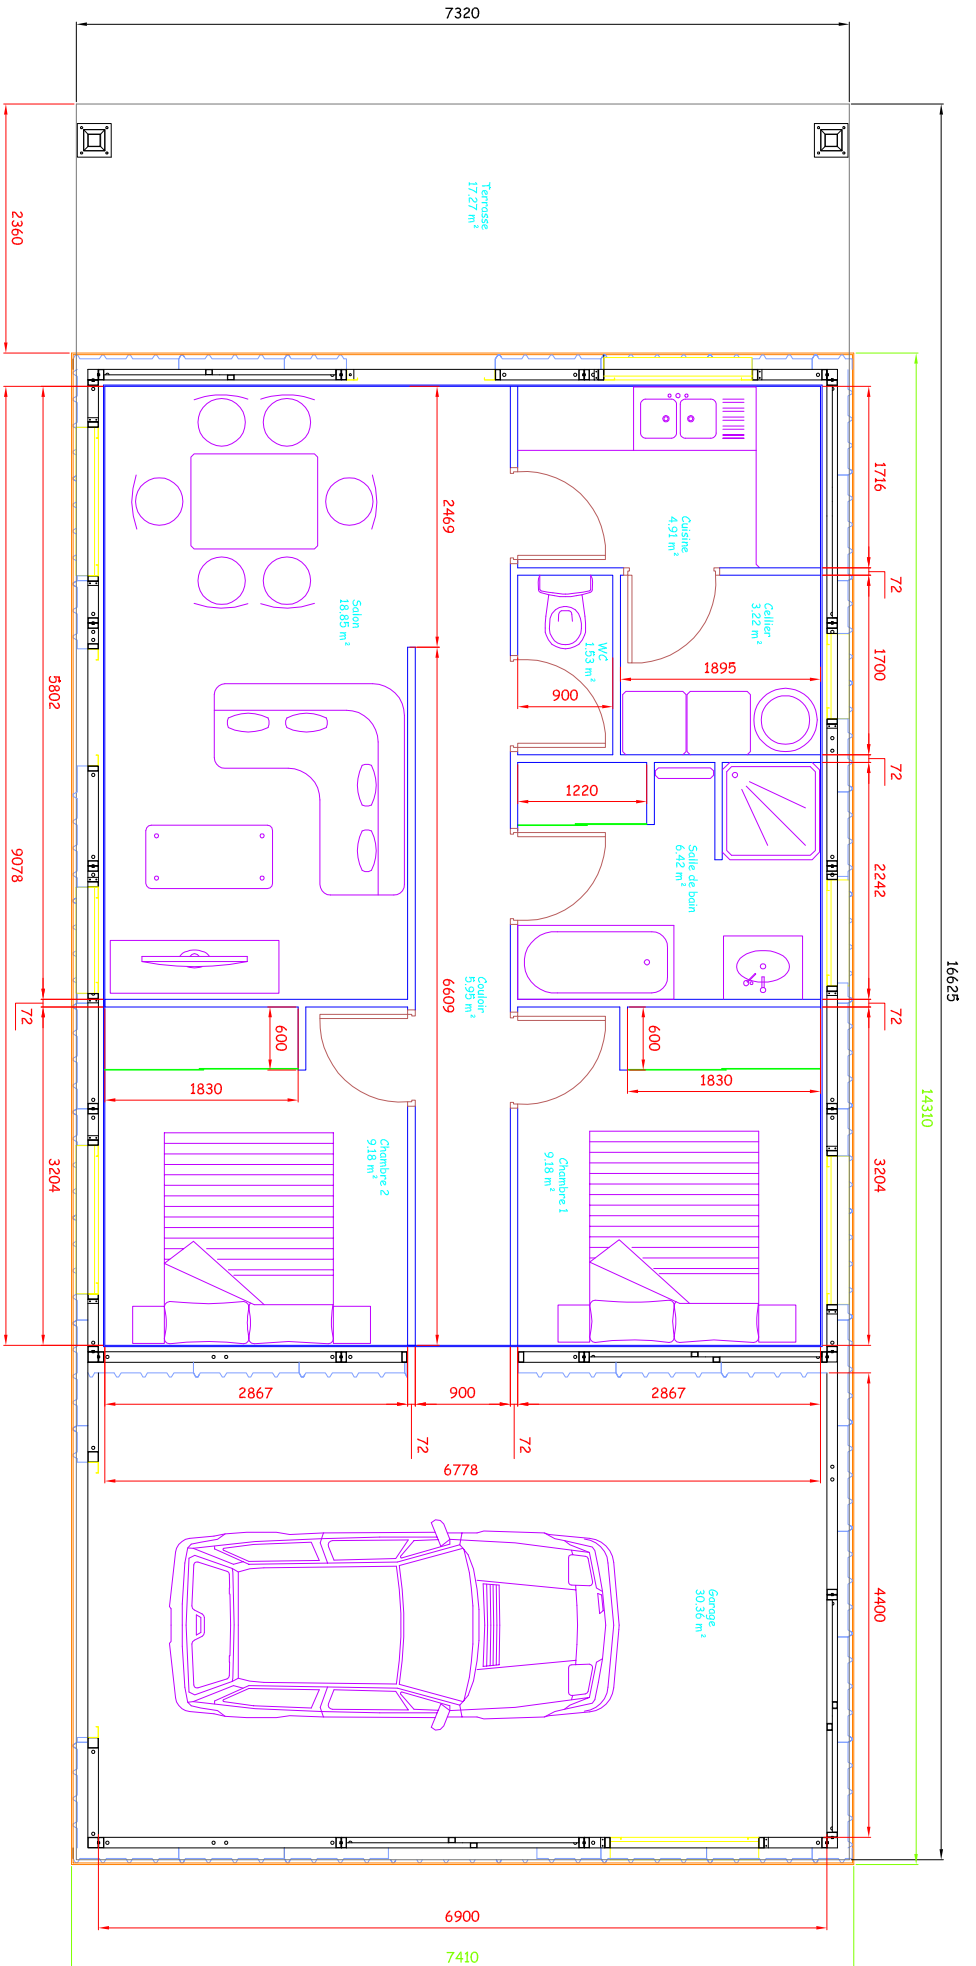 7320
2360
Terrasse
17.27 m²
16625
14310
1716
72
1700
72
2242
72
3204
4400
2469
6609
5802
9078
72
3204
Cuisine
4.91 m²
Cellier
3.22 m²
1895
WC
1.53 m²
900
1220
Salle de bain
6.42 m²
Salon
18.85 m²
Couloir
5.95 m²
600
1830
600
1830
Chambre 2
9.18 m²
Chambre 1
9.18 m²
2867
900
2867
72
72
6778
Garage
30.36 m²
6900
7410